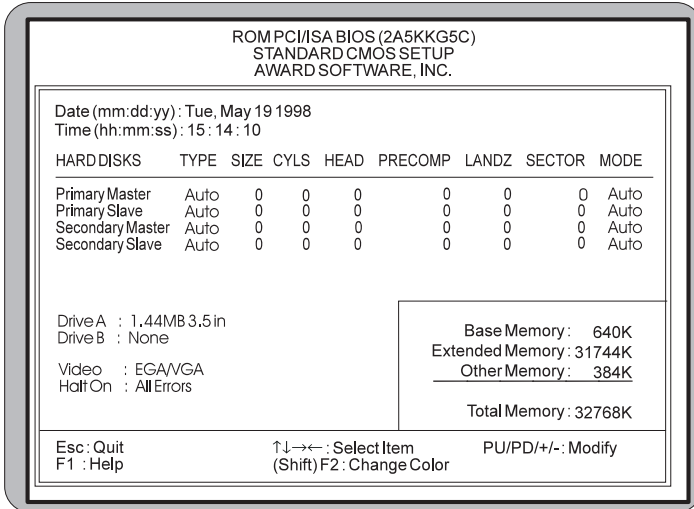 ROM PCI/ISA BIOS (2A5KKG5C)
STANDARD CMOS SETUP
AWARD SOFTWARE, INC.
Date (mm:dd:yy) : Tue, May 19 1998
Time (hh:mm:ss) : 15 : 14 : 10
HARD DISKS TYPE SIZE CYLS HEAD PRECOMP LANDZ SECTOR MODE
Primary Master Auto 0 0 0 0 0 0 Auto
Primary Slave Auto 0 0 0 0 0 0 Auto
Secondary Master Auto 0 0 0 0 0 0 Auto
Secondary Slave Auto 0 0 0 0 0 0 Auto
Drive A : 1.44MB 3.5 in
Drive B : None
Video : EGA/VGA
Halt On : All Errors
Base Memory : 640K
Extended Memory : 31744K
Other Memory : 384K
Total Memory : 32768K
Esc : Quit ↑↓→← : Select Item PU/PD/+/- : Modify
F1 : Help (Shift) F2 : Change Color